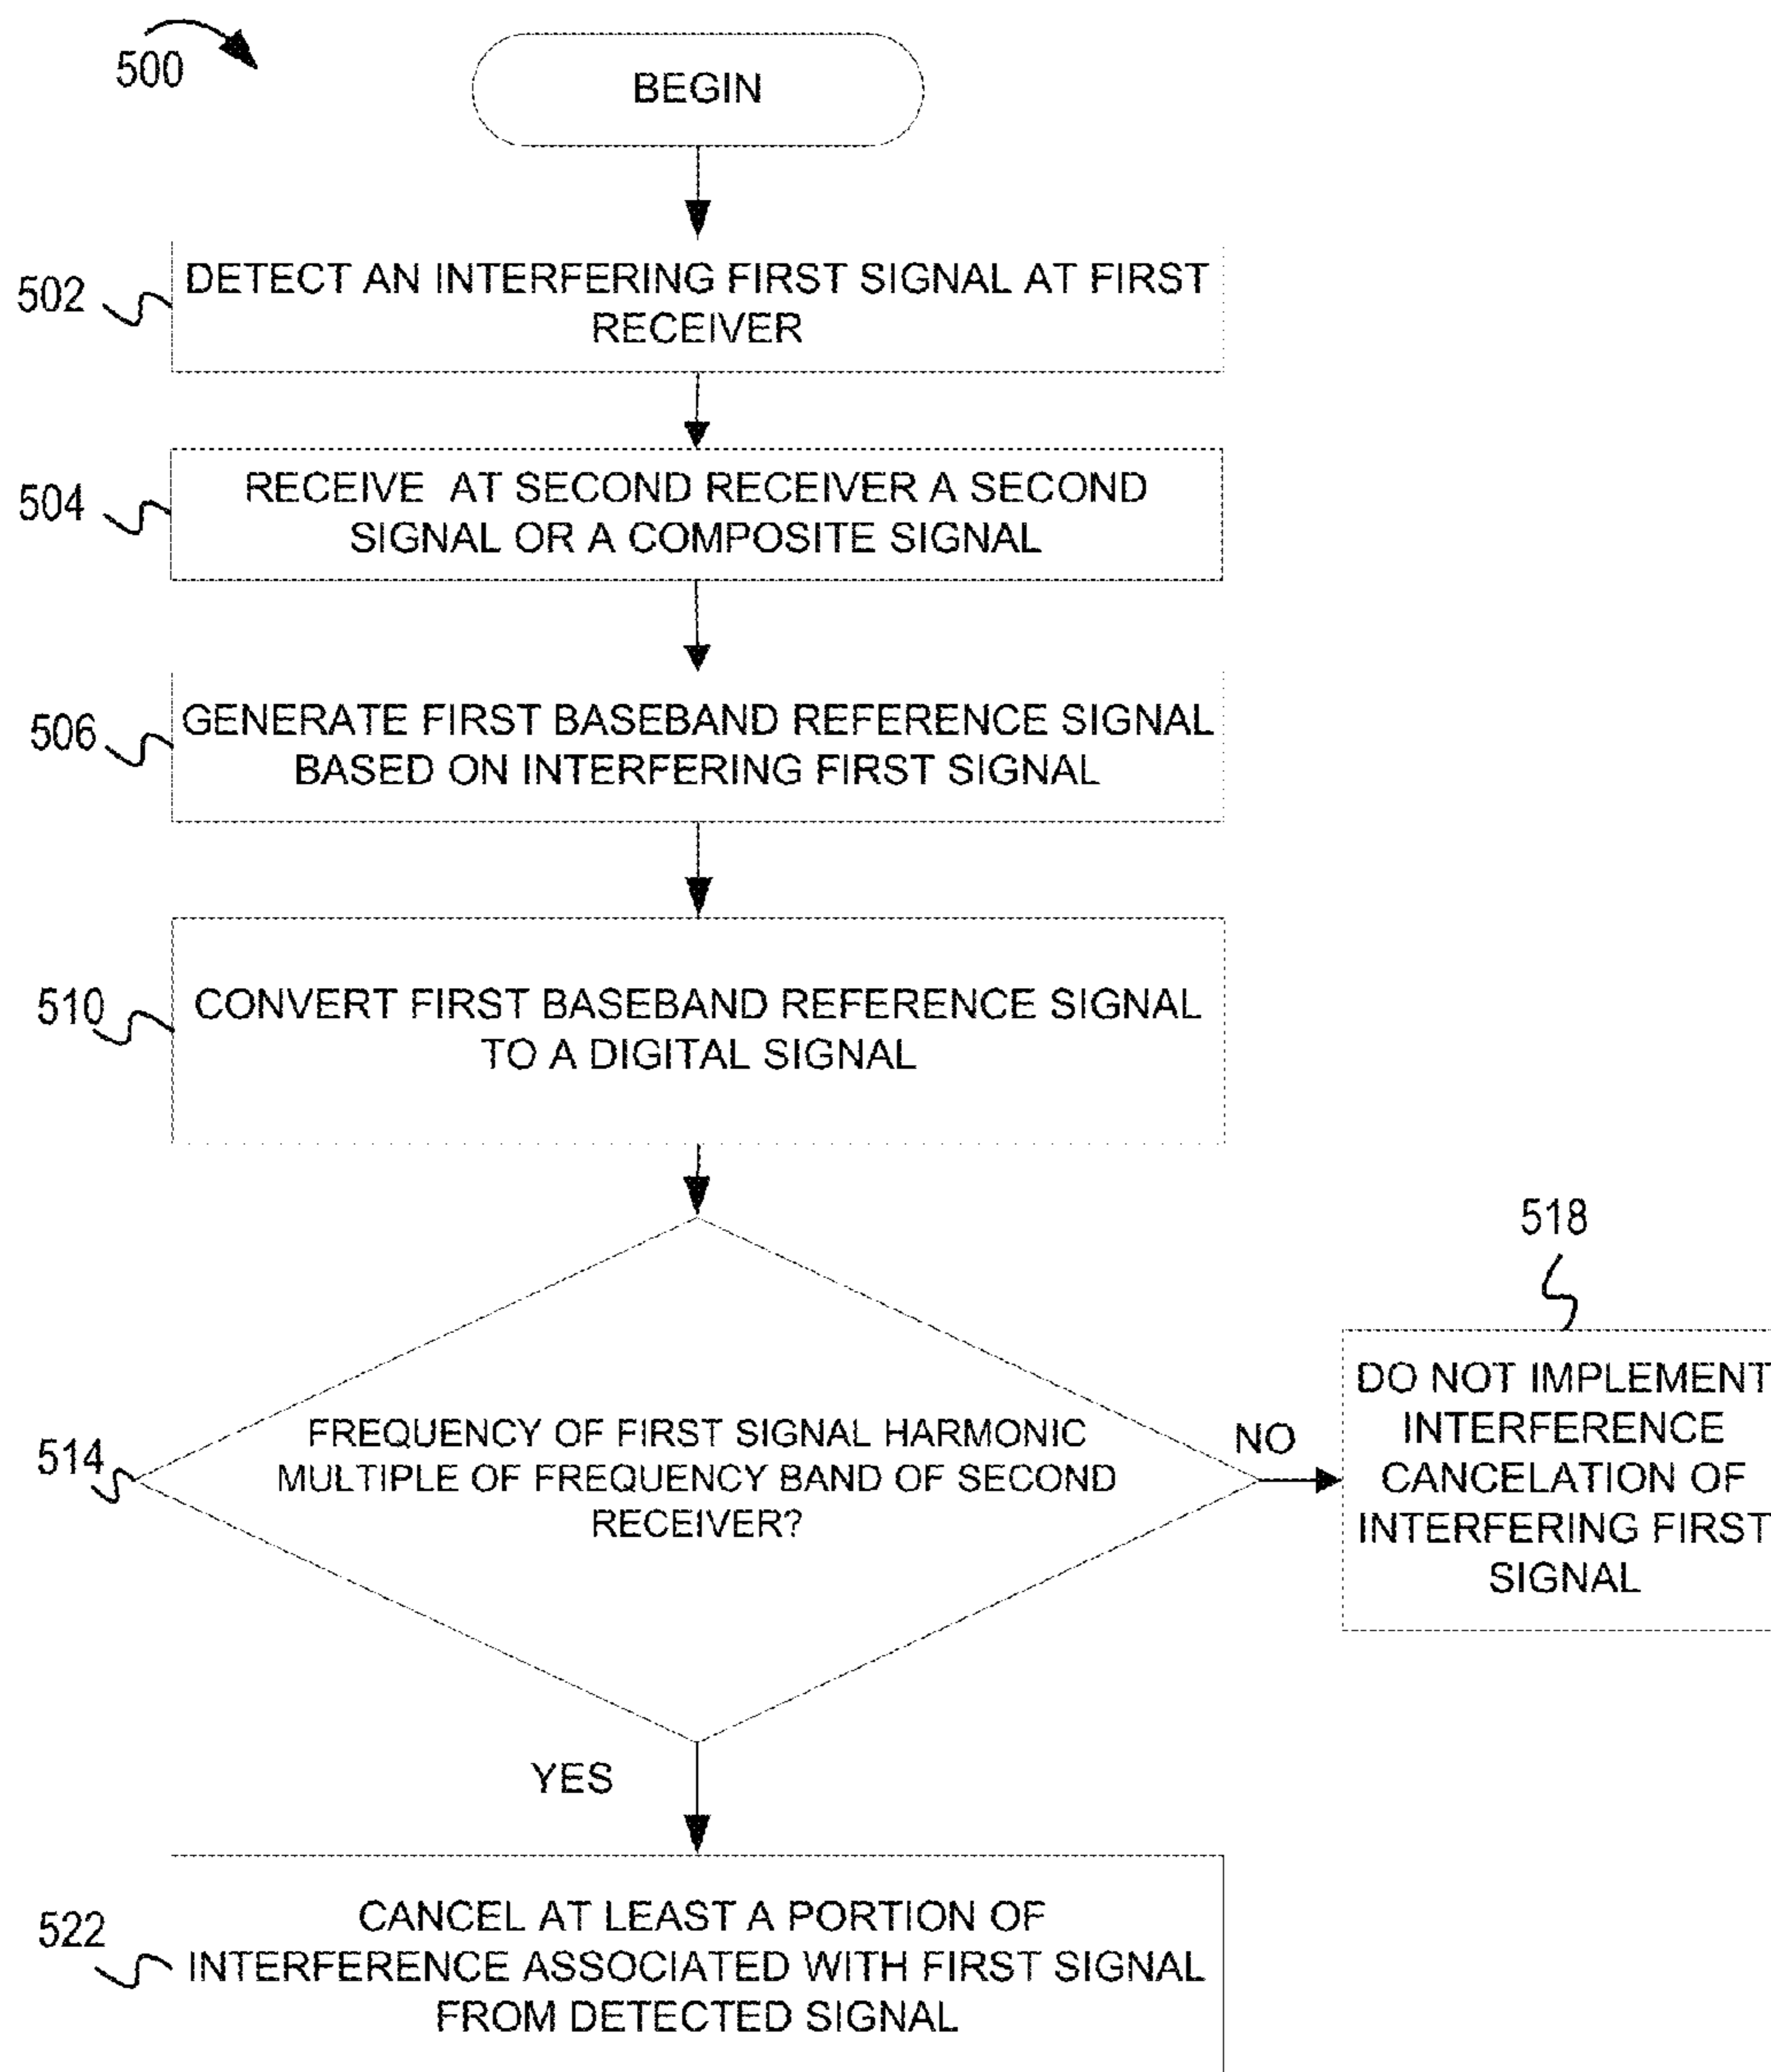 500
BEGIN
502
DETECT AN INTERFERING FIRST SIGNAL AT FIRST
RECEIVER
504
RECEIVE AT SECOND RECEIVER A SECOND
SIGNAL OR A COMPOSITE SIGNAL
506
GENERATE FIRST BASEBAND REFERENCE SIGNAL
BASED ON INTERFERING FIRST SIGNAL
510
CONVERT FIRST BASEBAND REFERENCE SIGNAL
TO A DIGITAL SIGNAL
514
FREQUENCY OF FIRST SIGNAL HARMONIC
MULTIPLE OF FREQUENCY BAND OF SECOND
RECEIVER?
NO
518
DO NOT IMPLEMENT
INTERFERENCE
CANCELATION OF
INTERFERING FIRST
SIGNAL
YES
522
CANCEL AT LEAST A PORTION OF
INTERFERENCE ASSOCIATED WITH FIRST SIGNAL
FROM DETECTED SIGNAL